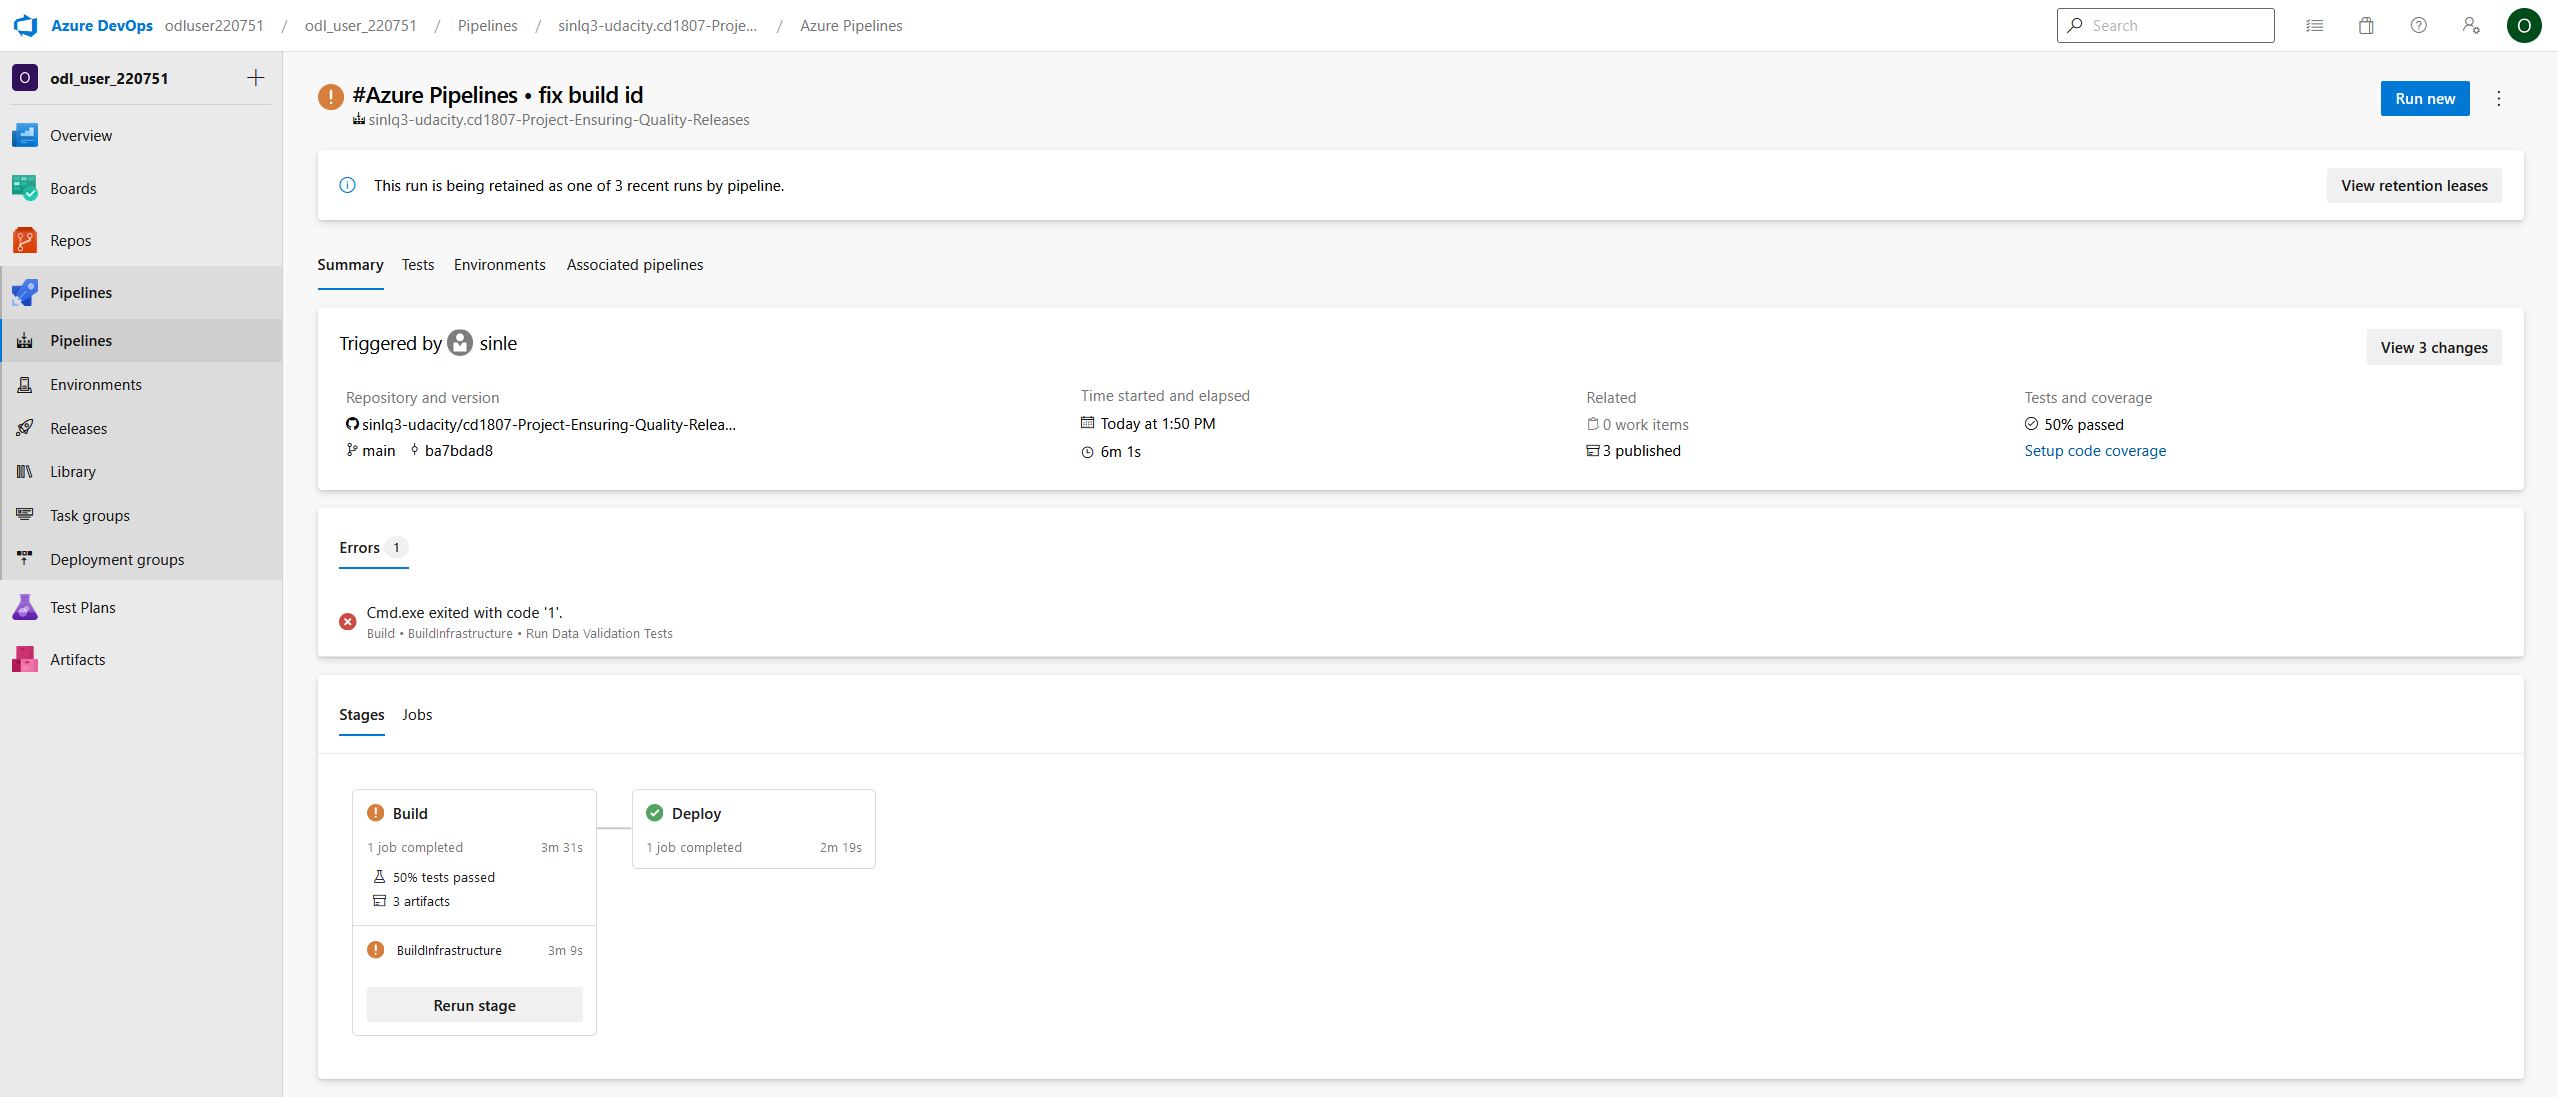 Azure DevOps odluser220751 / odl_user_220751 / Pipelines / sinlq3-udacity.cd1807-Proje... / Azure Pipelines
Search
O
O odl_user_220751
Overview
Boards
Repos
Pipelines
Pipelines
Environments
Releases
Library
Task groups
Deployment groups
Test Plans
Artifacts
#Azure Pipelines • fix build id
sinlq3-udacity.cd1807-Project-Ensuring-Quality-Releases
Run new
This run is being retained as one of 3 recent runs by pipeline.
View retention leases
Summary Tests Environments Associated pipelines
Triggered by sinle
View 3 changes
Repository and version
sinlq3-udacity/cd1807-Project-Ensuring-Quality-Relea...
main ba7bdad8
Time started and elapsed
Today at 1:50 PM
6m 1s
Related
0 work items
3 published
Tests and coverage
50% passed
Setup code coverage
Errors 1
Cmd.exe exited with code '1'.
Build • BuildInfrastructure • Run Data Validation Tests
Stages Jobs
Build
1 job completed 3m 31s
50% tests passed
3 artifacts
BuildInfrastructure 3m 9s
Rerun stage
Deploy
1 job completed 2m 19s